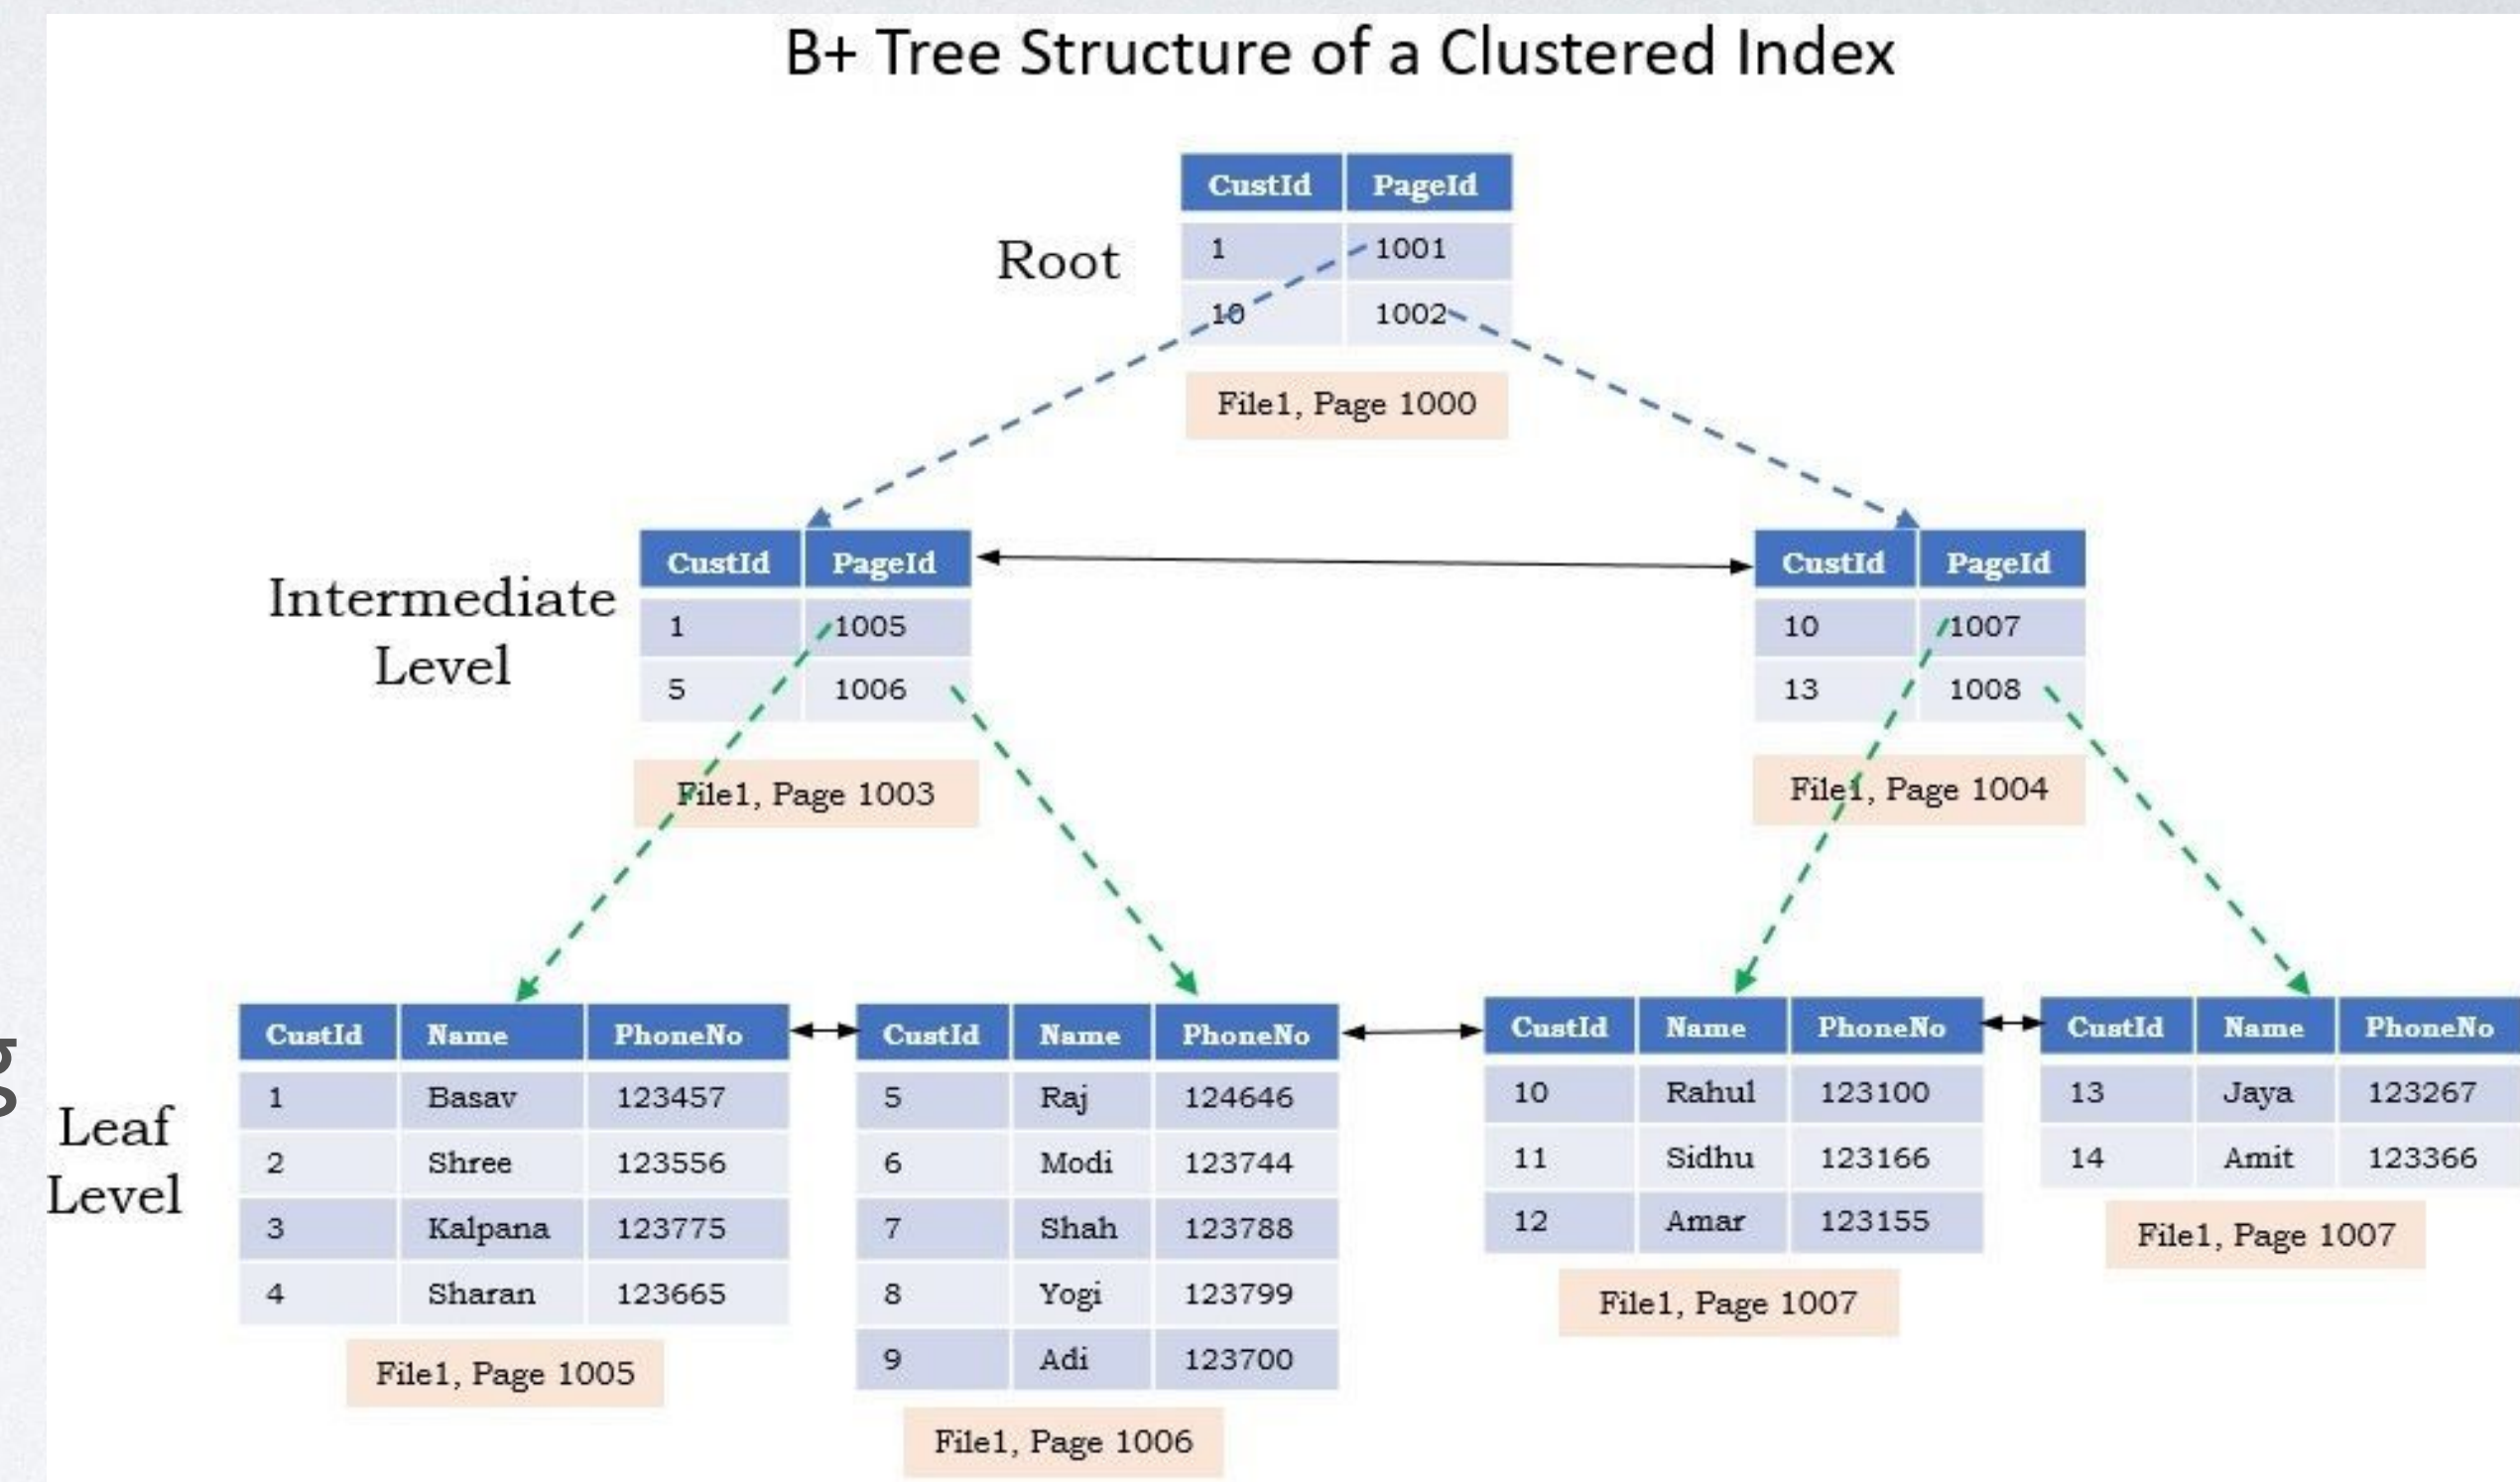 B+ Tree Structure of a Clustered Index
CustId PageId
Root
1 1001
10 1002
File1, Page 1000
Intermediate
Level
CustId PageId
1 1005
5 1006
File1, Page 1003
CustId PageId
10 1007
13 1008
File1, Page 1004
g
Leaf
Level
CustId Name PhoneNo
1 Basav 123457
2 Shree 123556
3 Kalpana 123775
4 Sharan 123665
File1, Page 1005
CustId Name PhoneNo
5 Raj 124646
6 Modi 123744
7 Shah 123788
8 Yogi 123799
9 Adi 123700
File1, Page 1006
CustId Name PhoneNo
10 Rahul 123100
11 Sidhu 123166
12 Amar 123155
File1, Page 1007
CustId Name PhoneNo
13 Jaya 123267
14 Amit 123366
File1, Page 1007